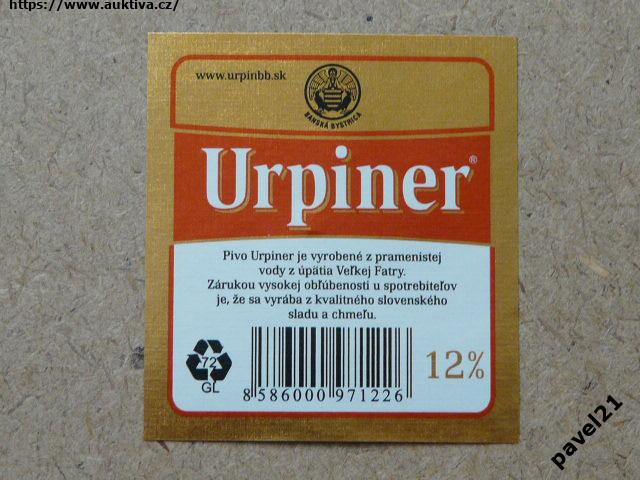 https://www.auktiva.cz/
www.urpinbb.sk
BANSKÁ BYSTRICA
Urpiner®
Pivo Urpiner je vyrobené z pramenistej
vody z úpätia Veľkej Fatry.
Zárukou vysokej obľúbenosti u spotrebiteľov
je, že sa vyrába z kvalitného slovenského
sladu a chmeľu.
72
GL
8 586000 971226
12%
pavel21